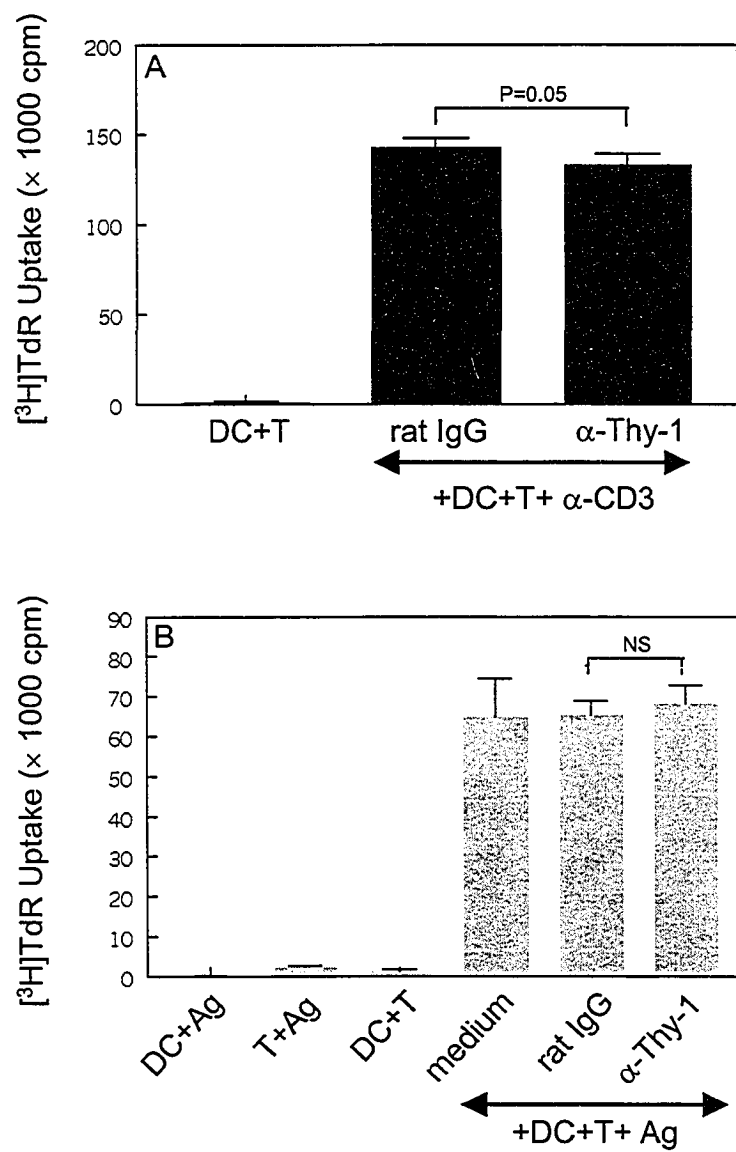 A
[³H]TdR Uptake (× 1000 cpm)
200
150
100
50
0
P=0.05
DC+T
rat IgG
α-Thy-1
+DC+T+ α-CD3
B
[³H]TdR Uptake (× 1000 cpm)
90
80
70
60
50
40
30
20
10
0
NS
DC+Ag
T+Ag
DC+T
medium
rat IgG
α-Thy-1
+DC+T+ Ag